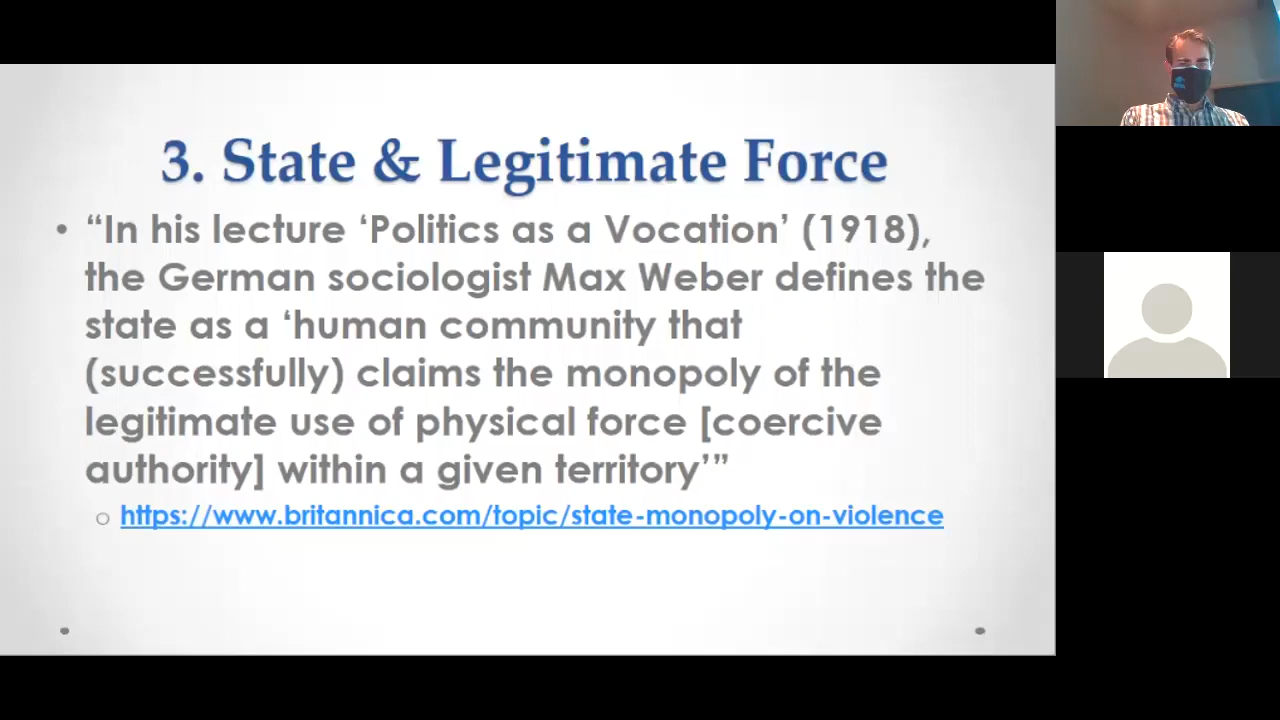 3. State & Legitimate Force
• “In his lecture ‘Politics as a Vocation’ (1918),
the German sociologist Max Weber defines the
state as a ‘human community that
(successfully) claims the monopoly of the
legitimate use of physical force [coercive
authority] within a given territory’”
o https://www.britannica.com/topic/state-monopoly-on-violence